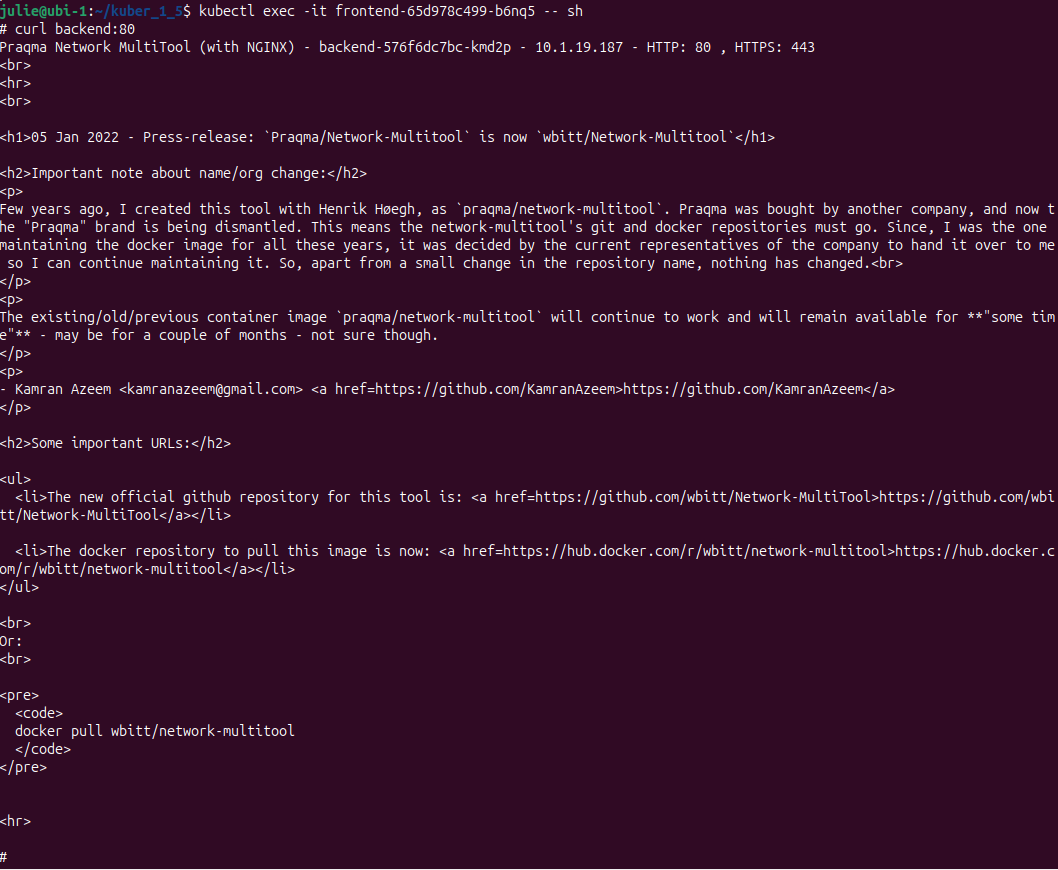 julie@ubi-1:~/kuber_1_5$ kubectl exec -it frontend-65d978c499-b6nq5 -- sh
# curl backend:80
Praqma Network MultiTool (with NGINX) - backend-576f6dc7bc-kmd2p - 10.1.19.187 - HTTP: 80 , HTTPS: 443
<br>
<hr>
<br>

<h1>05 Jan 2022 - Press-release: `Praqma/Network-Multitool` is now `wbitt/Network-Multitool`</h1>

<h2>Important note about name/org change:</h2>
<p>
Few years ago, I created this tool with Henrik Høegh, as `praqma/network-multitool`. Praqma was bought by another company, and now t
he "Praqma" brand is being dismantled. This means the network-multitool's git and docker repositories must go. Since, I was the one
maintaining the docker image for all these years, it was decided by the current representatives of the company to hand it over to me
 so I can continue maintaining it. So, apart from a small change in the repository name, nothing has changed.<br>
</p>
<p>
The existing/old/previous container image `praqma/network-multitool` will continue to work and will remain available for **"some tim
e"** - may be for a couple of months - not sure though.
</p>
<p>
- Kamran Azeem <kamranazeem@gmail.com> <a href=https://github.com/KamranAzeem>https://github.com/KamranAzeem</a>
</p>

<h2>Some important URLs:</h2>

<ul>
  <li>The new official github repository for this tool is: <a href=https://github.com/wbitt/Network-MultiTool>https://github.com/wbi
tt/Network-MultiTool</a></li>

  <li>The docker repository to pull this image is now: <a href=https://hub.docker.com/r/wbitt/network-multitool>https://hub.docker.c
om/r/wbitt/network-multitool</a></li>
</ul>

<br>
Or:
<br>

<pre>
  <code>
  docker pull wbitt/network-multitool
  </code>
</pre>


<hr>

#